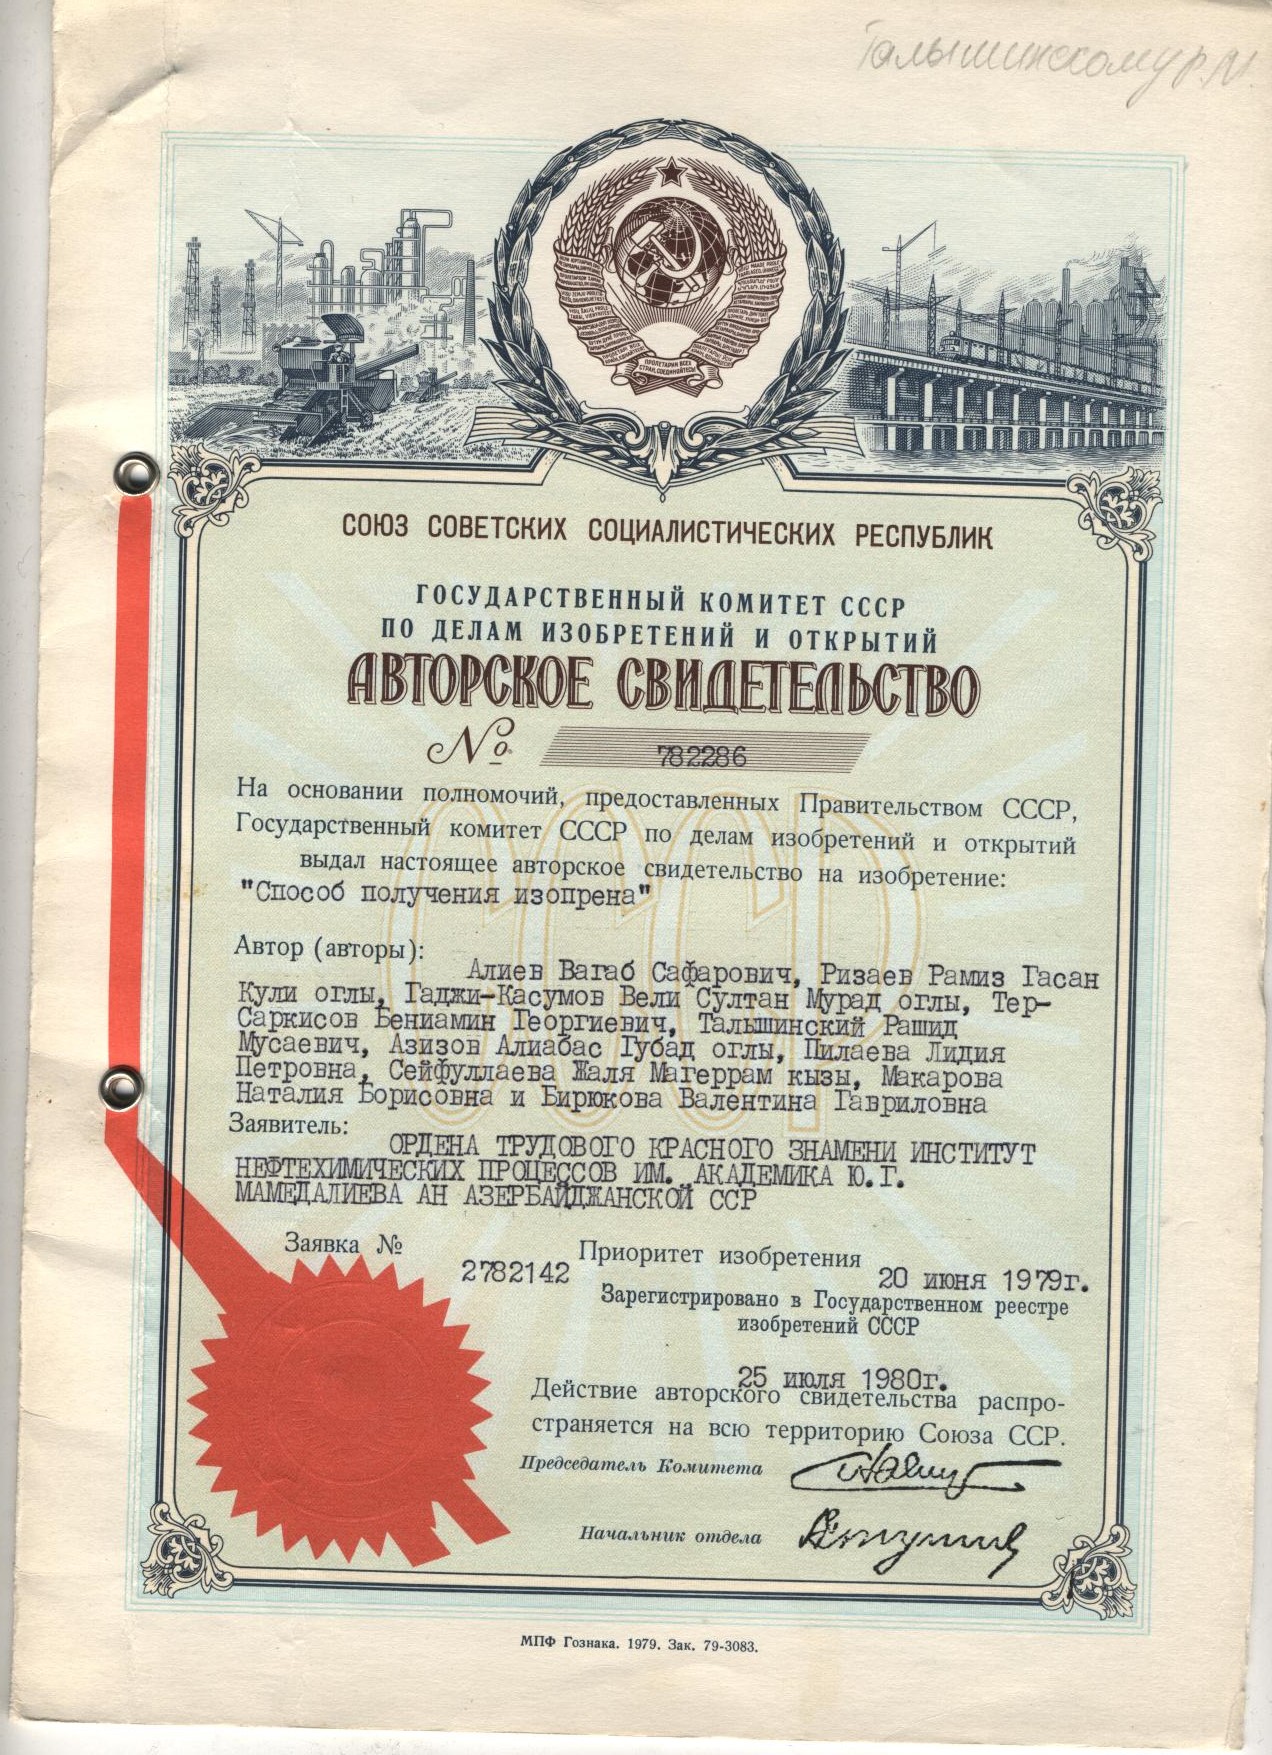 Талышинскому Р.М.
ПРОЛЕТАРИИ ВСЕХ
СТРАН, СОЕДИНЯЙТЕСЬ!
СОЮЗ СОВЕТСКИХ СОЦИАЛИСТИЧЕСКИХ РЕСПУБЛИК
ГОСУДАРСТВЕННЫЙ КОМИТЕТ СССР
ПО ДЕЛАМ ИЗОБРЕТЕНИЙ И ОТКРЫТИЙ
АВТОРСКОЕ СВИДЕТЕЛЬСТВО
№ 782286
На основании полномочий, предоставленных Правительством СССР,
Государственный комитет СССР по делам изобретений и открытий
выдал настоящее авторское свидетельство на изобретение:
"Способ получения изопрена"
Автор (авторы):
Алиев Вагаб Сафарович, Ризаев Рамиз Гасан
Кули оглы, Гаджи-Касумов Вели Султан Мурад оглы, Тер-
Саркисов Бениамин Георгиевич, Талышинский Рашид
Мусаевич, Азизов Алиабас Губад оглы, Пилаева Лидия
Петровна, Сейфуллаева Жаля Магеррам кызы, Макарова
Наталия Борисовна и Бирюкова Валентина Гавриловна
Заявитель:
ОРДЕНА ТРУДОВОГО КРАСНОГО ЗНАМЕНИ ИНСТИТУТ
НЕФТЕХИМИЧЕСКИХ ПРОЦЕССОВ ИМ. АКАДЕМИКА Ю.Г.
МАМЕДАЛИЕВА АН АЗЕРБАЙДЖАНСКОЙ ССР
Заявка № 2782142 Приоритет изобретения 20 июня 1979г.
Зарегистрировано в Государственном реестре
изобретений СССР
25 июля 1980г.
Действие авторского свидетельства распро-
страняется на всю территорию Союза ССР.
Председатель Комитета
Начальник отдела
МПФ Гознака. 1979. Зак. 79-3083.